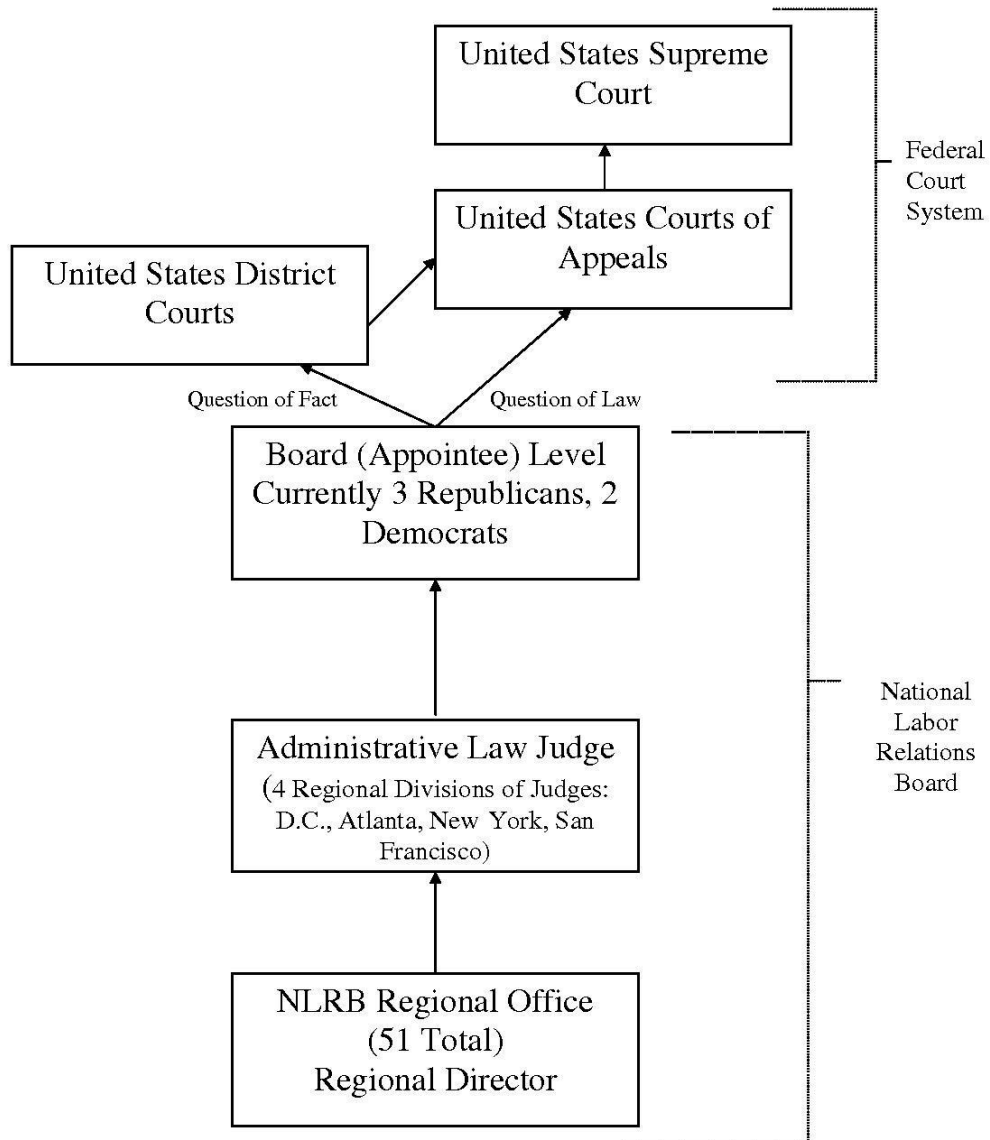 United States Supreme
Court
Federal
Court
System
United States Courts of
Appeals
United States District
Courts
Question of Fact
Question of Law
Board (Appointee) Level
Currently 3 Republicans, 2
Democrats
National
Labor
Relations
Board
Administrative Law Judge
(4 Regional Divisions of Judges:
D.C., Atlanta, New York, San
Francisco)
NLRB Regional Office
(51 Total)
Regional Director